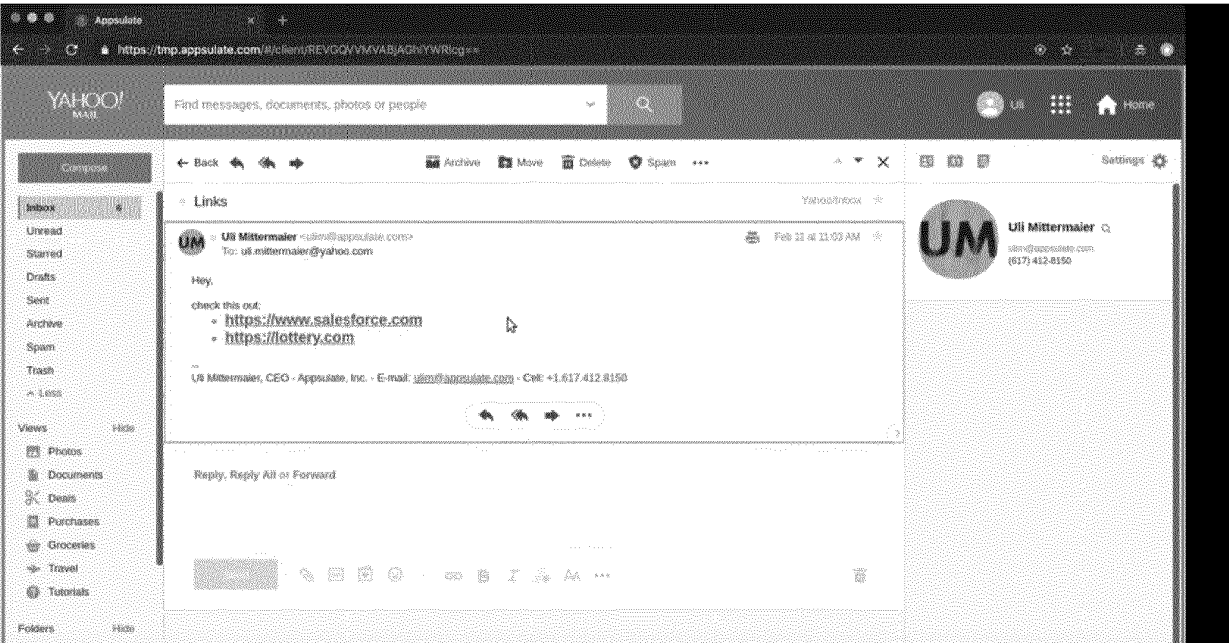 Appsulate
https://tmp.appsulate.com/#/client/
YAHOO!
MAIL
Find messages, documents, photos or people
Uli
Home
Compose
Back
Archive
Move
Delete
Spam
Settings
Inbox 6
Unread
Starred
Drafts
Sent
Archive
Spam
Trash
Less
Views Hide
Photos
Documents
Deals
Purchases
Groceries
Travel
Tutorials
Folders Hide
Links
Yahoo/Inbox
UM
Uli Mittermaier <ulim@appsulate.com>
Feb 11 at 11:03 AM
To: uli.mittermaier@yahoo.com
Hey,
check this out:
https://www.salesforce.com
https://lottery.com
--
Uli Mittermaier, CEO - Appsulate, Inc. - E-mail: ulim@appsulate.com - Cell: +1.617.412.8150
Reply, Reply All or Forward
UM
Uli Mittermaier
ulim@appsulate.com
(617) 412-8150